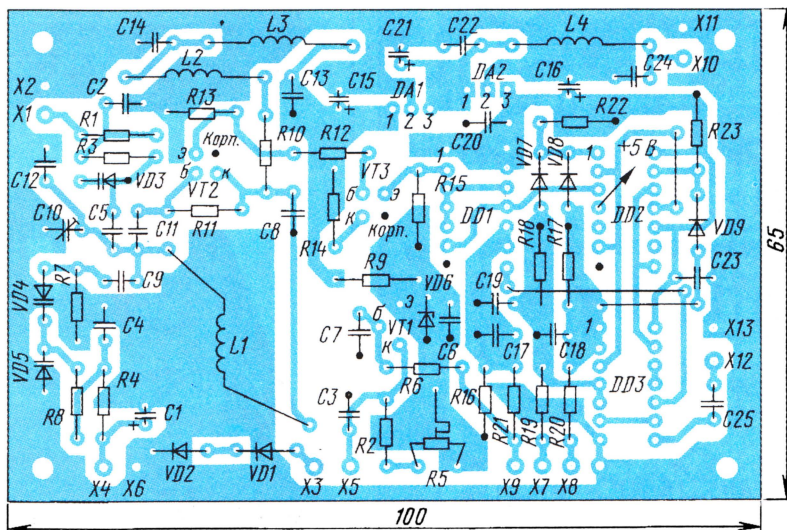 C14
L3
C21
C22
L4
X11
X10
L2
C24
X2
X1
C2
R13
C13
C15
DA1
1 2 3
DA2
1 2 3
C16
+
+
+
R1
R3
C20
R22
R23
Корп.
э
б
к
R10
R12
VD7
VD8
1
+5 В
C12
VD3
VT2
VT3
э
б
к
Корп.
R15
1
DD1
DD2
C10
C5
C11
R11
C8
R14
R18
R17
VD9
65
R7
C9
R9
VD6
C19
C23
VD4
C4
L1
C7
б
э
к
VT1
C6
C17
C18
1
X13
X12
VD5
R8
R4
C1
+
C3
R6
R16
R21
R19
R20
DD3
C25
R2
R5
X4
X6
VD2
VD1
X3
X5
X9
X7
X8
100